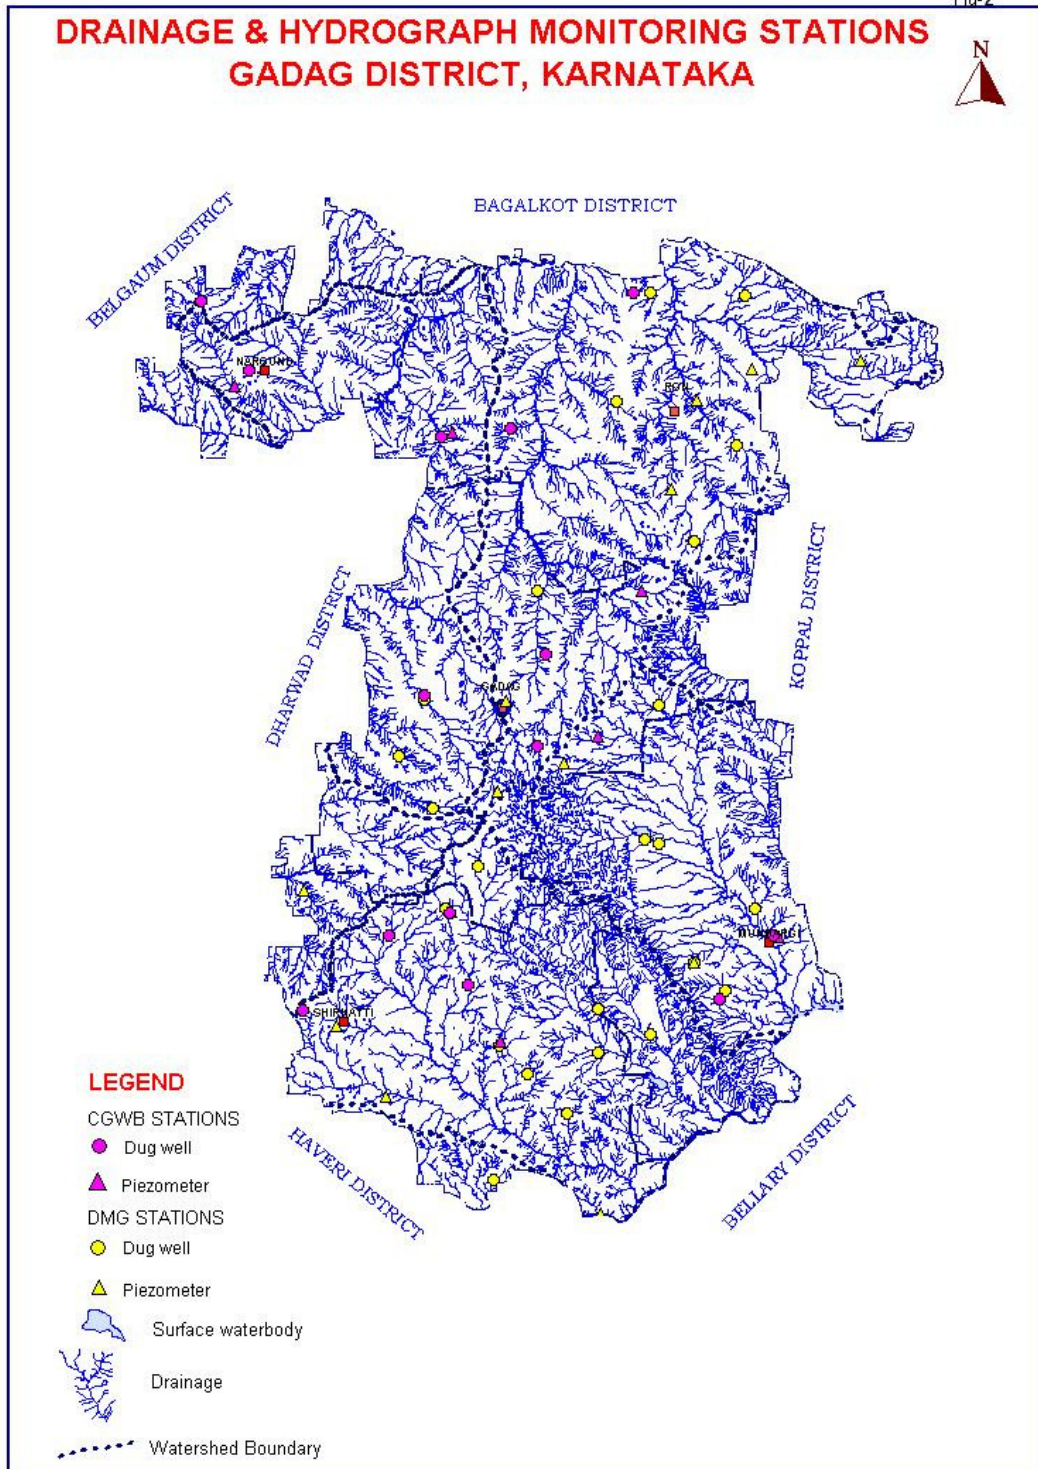 DRAINAGE & HYDROGRAPH MONITORING STATIONS
GADAG DISTRICT, KARNATAKA
N
BAGALKOT DISTRICT
BELGAUM DISTRICT
NARGUND
RON
KOPPAL DISTRICT
DHARWAD DISTRICT
GADAG
SHIRHATTI
LEGEND
CGWB STATIONS
Dug well
Piezometer
DMG STATIONS
Dug well
Piezometer
Surface waterbody
Drainage
Watershed Boundary
HAVERI DISTRICT
BELLARY DISTRICT